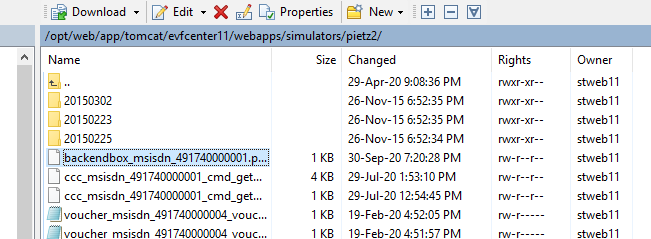 Download Edit Properties New
/opt/web/app/tomcat/evfcenter11/webapps/simulators/pietz2/
Name Size Changed Rights Owner
.. 29-Apr-20 9:08:36 PM rwxr-xr-- stweb11
20150302 26-Nov-15 6:52:35 PM rwxr-xr-- stweb11
20150223 26-Nov-15 6:52:35 PM rwxr-xr-- stweb11
20150225 26-Nov-15 6:52:34 PM rwxr-xr-- stweb11
backendbox_msisdn_491740000001.p... 1 KB 30-Sep-20 7:20:28 PM rw-r--r-- stweb11
ccc_msisdn_491740000001_cmd_get... 4 KB 29-Jul-20 1:53:10 PM rw-r--r-- stweb11
ccc_msisdn_491740000001_cmd_get... 1 KB 29-Jul-20 12:54:45 PM rw-r--r-- stweb11
voucher_msisdn_491740000004_vouc... 1 KB 19-Feb-20 4:52:05 PM rw-r----- stweb11
voucher_msisdn_491740000004_vouc... 1 KB 19-Feb-20 4:51:57 PM rw-r----- stweb11